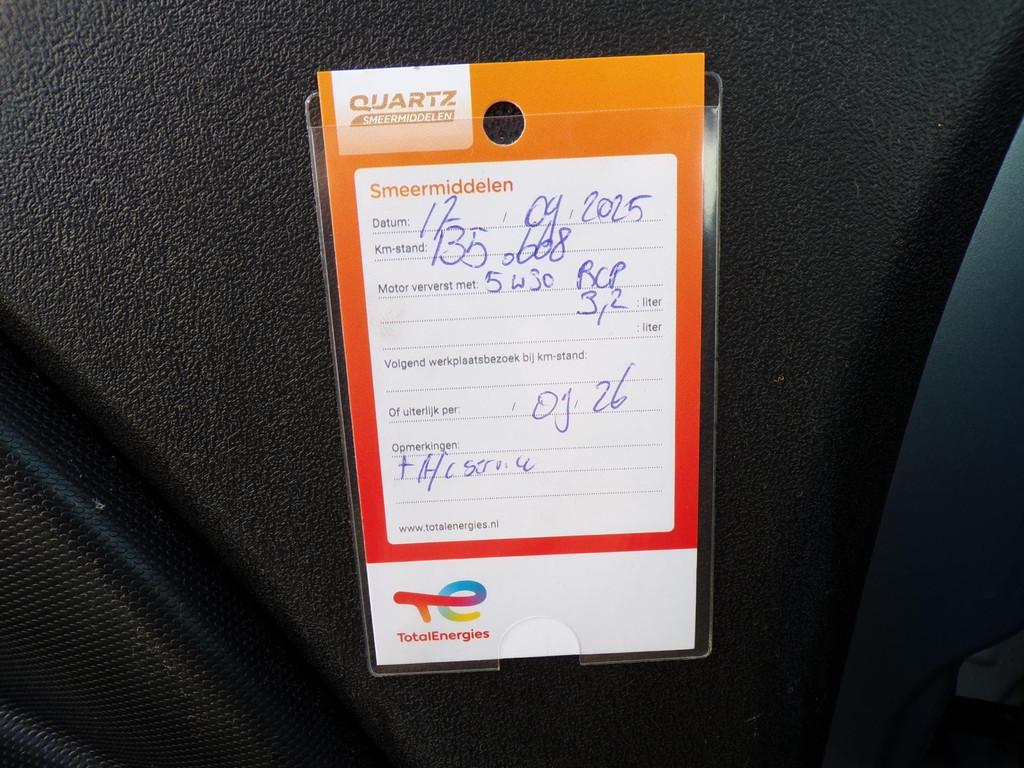 QUARTZ
SMEERMIDDELEN
Smeermiddelen
Datum: 12 / 09 / 2025
Km-stand: 135.608
Motor ververst met: 5W30 BCP
3,2 : liter
: liter
Volgend werkplaatsbezoek bij km-stand:
Of uiterlijk per: / 09 / 26
Opmerkingen:
+ A/c service
www.totalenergies.nl
TotalEnergies